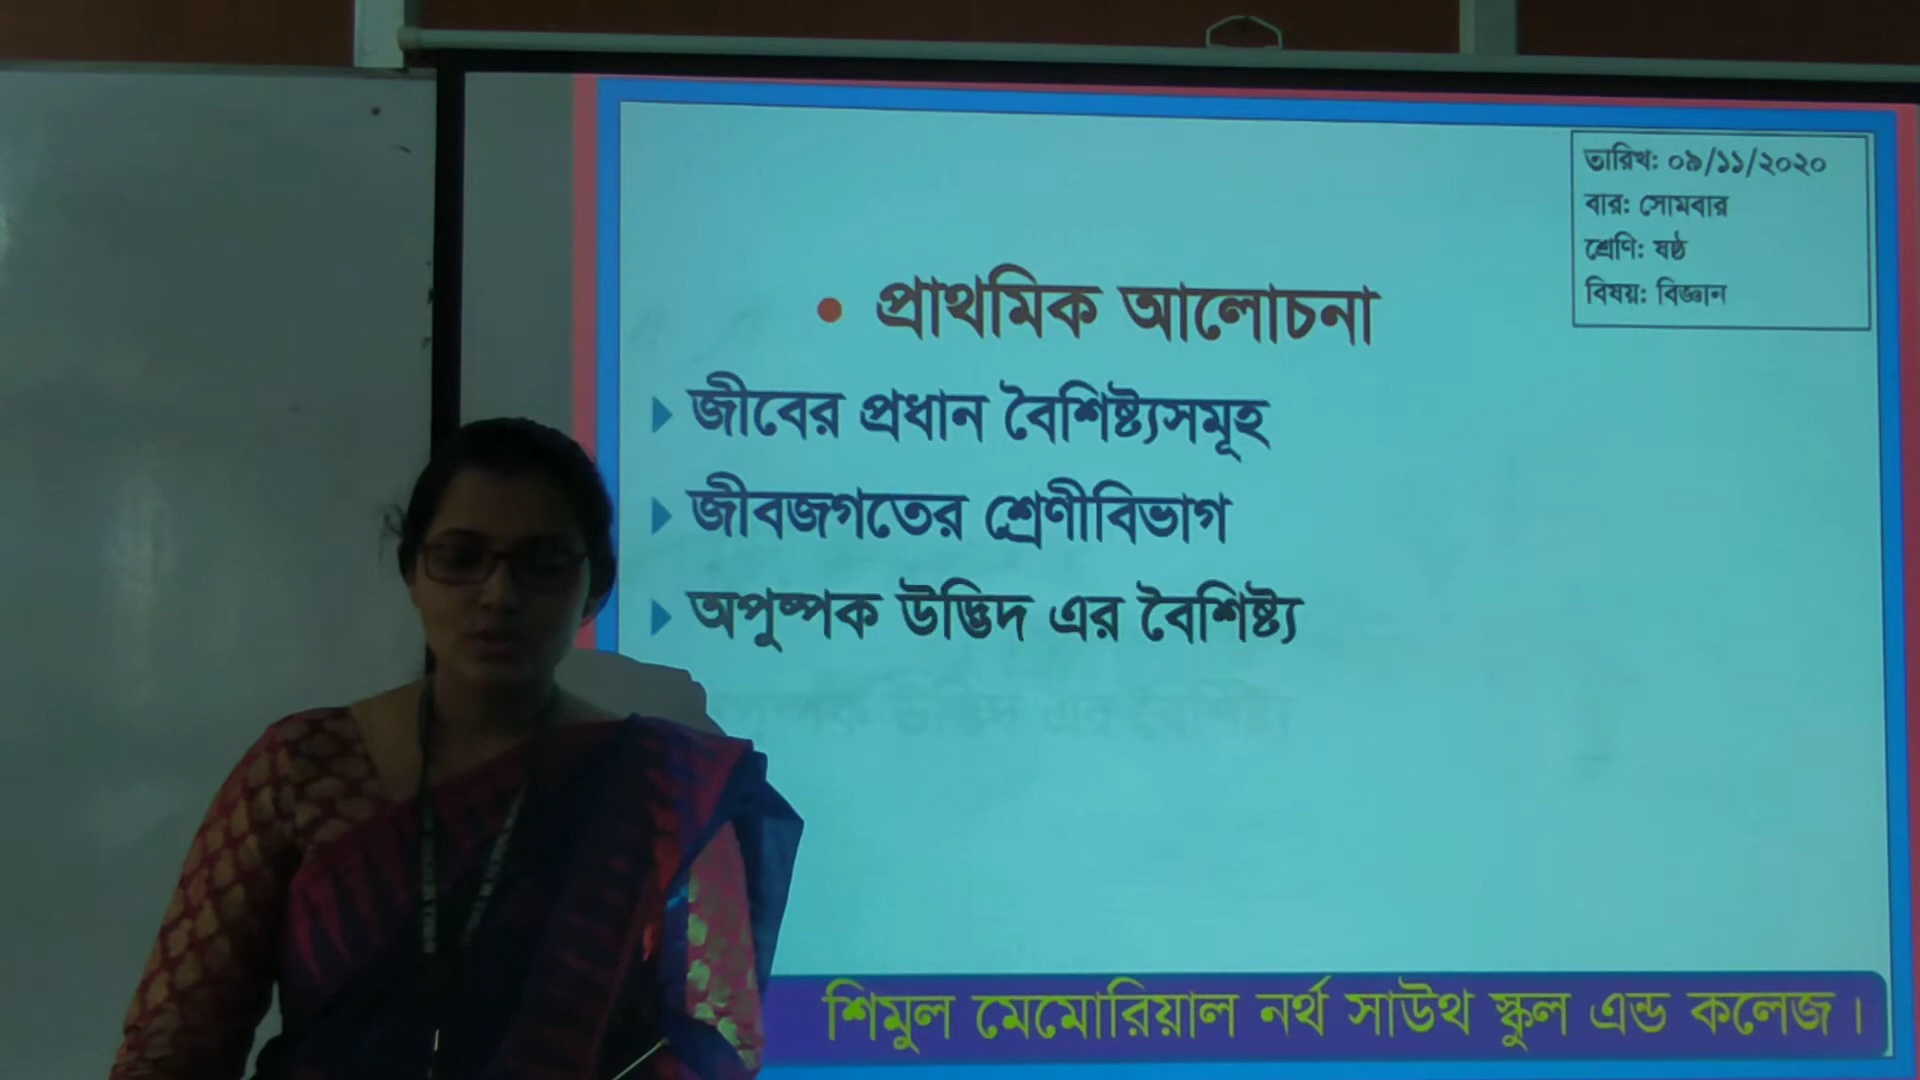 তারিখ: ০৯/১১/২০২০
বার: সোমবার
শ্রেণি: ষষ্ঠ
বিষয়: বিজ্ঞান
• প্রাথমিক আলোচনা
জীবের প্রধান বৈশিষ্ট্যসমূহ
জীবজগতের শ্রেণীবিভাগ
অপুষ্পক উদ্ভিদ এর বৈশিষ্ট্য
শিমুল মেমোরিয়াল নর্থ সাউথ স্কুল এন্ড কলেজ।